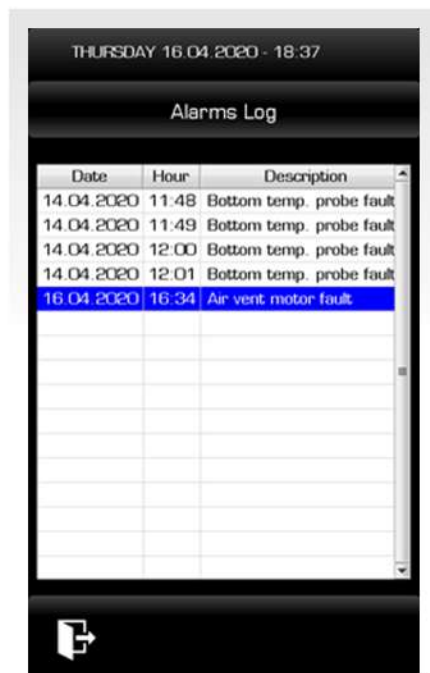 THURSDAY 16.04.2020 - 18:37
Alarms Log
Date Hour Description
14.04.2020 11:48 Bottom temp. probe fault
14.04.2020 11:49 Bottom temp. probe fault
14.04.2020 12:00 Bottom temp. probe fault
14.04.2020 12:01 Bottom temp. probe fault
16.04.2020 16:34 Air vent motor fault